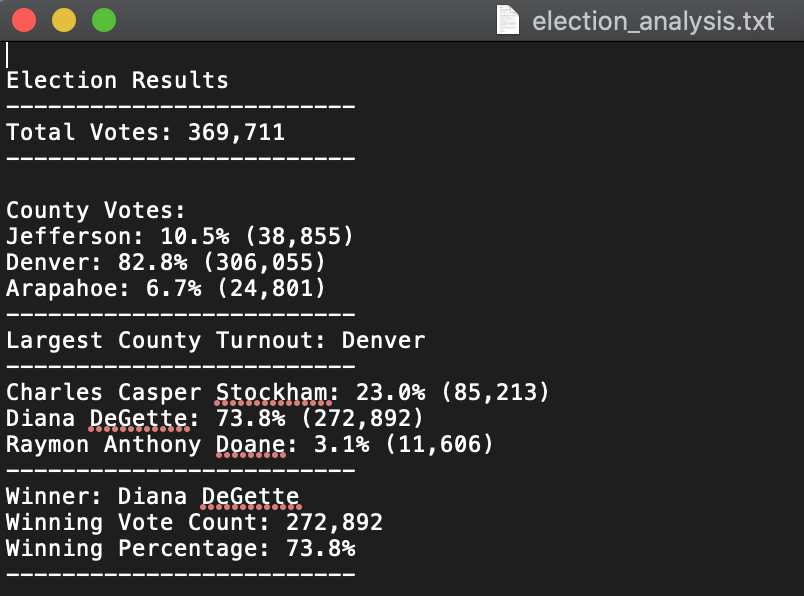 election_analysis.txt
Election Results
-------------------------
Total Votes: 369,711
-------------------------
County Votes:
Jefferson: 10.5% (38,855)
Denver: 82.8% (306,055)
Arapahoe: 6.7% (24,801)
-------------------------
Largest County Turnout: Denver
-------------------------
Charles Casper Stockham: 23.0% (85,213)
Diana DeGette: 73.8% (272,892)
Raymon Anthony Doane: 3.1% (11,606)
-------------------------
Winner: Diana DeGette
Winning Vote Count: 272,892
Winning Percentage: 73.8%
-------------------------